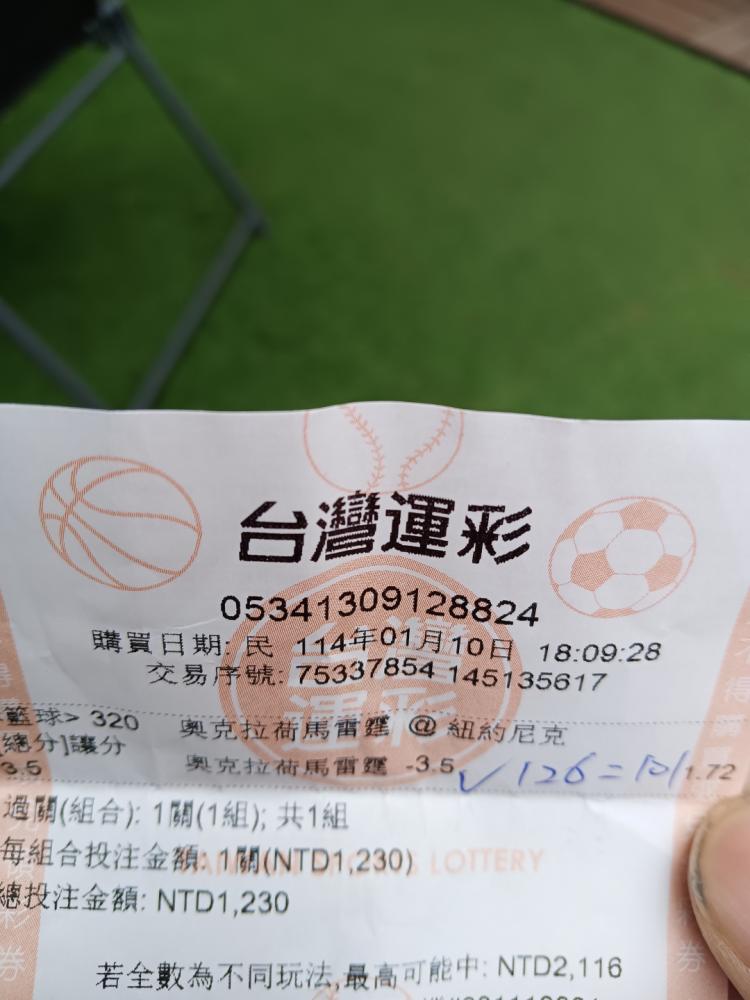 台灣運彩
05341309128824
購買日期: 民 114年01月10日 18:09:28
交易序號: 75337854 145135617
籃球> 320 奧克拉荷馬雷霆 @ 紐約尼克
總分]讓分
3.5 奧克拉荷馬雷霆 -3.5 ✓126=101 1.72
過關(組合): 1關(1組); 共1組
每組合投注金額: 1關(NTD1,230)
總投注金額: NTD1,230
若全數為不同玩法,最高可能中: NTD2,116